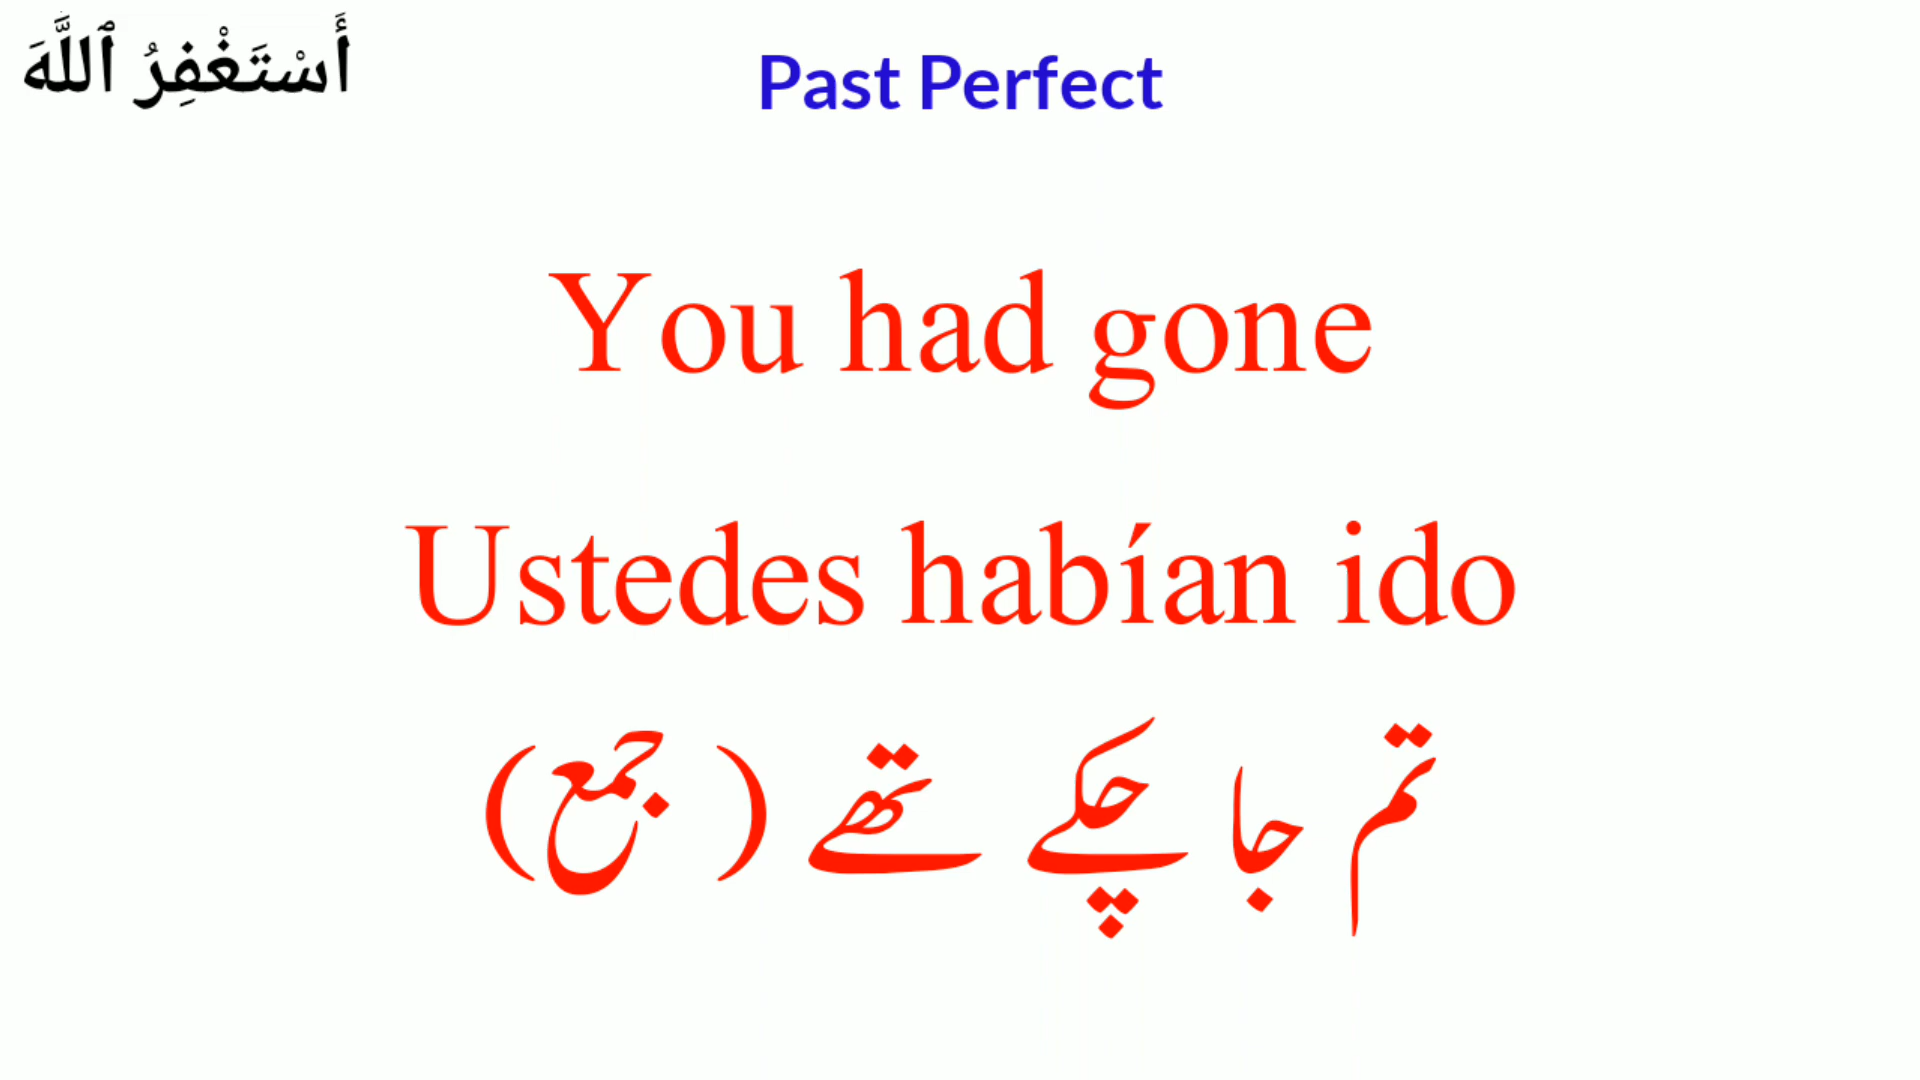 أَسْتَغْفِرُ ٱللَّهَ
Past Perfect
You had gone
Ustedes habían ido
تم جا چکے تھے (جمع)